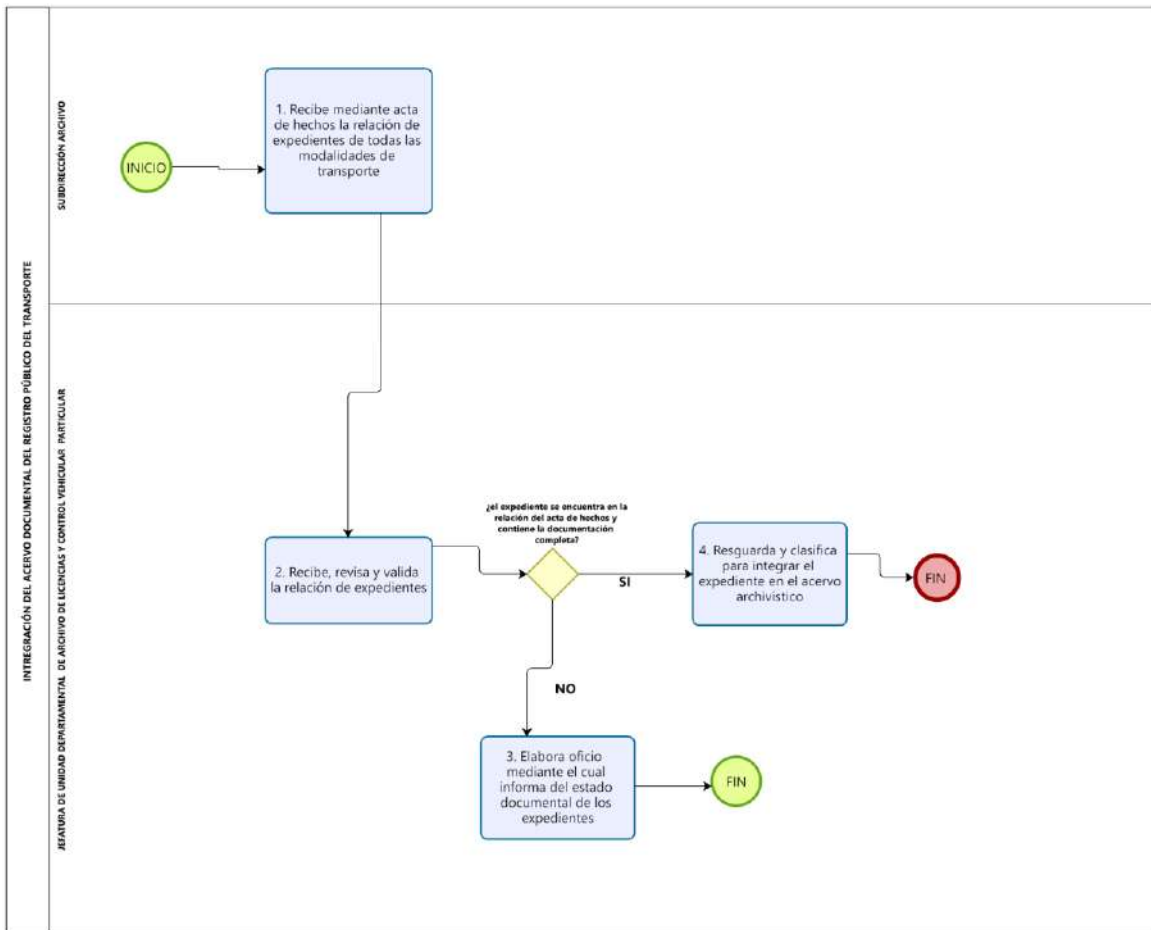 INTREGRACIÓN DEL ACERVO DOCUMENTAL DEL REGISTRO PÚBLICO DEL TRANSPORTE
SUBDIRECCIÓN ARCHIVO
INICIO
1. Recibe mediante acta
de hechos la relación de
expedientes de todas las
modalidades de
transporte
JEFATURA DE UNIDAD DEPARTAMENTAL DE ARCHIVO DE LICENCIAS Y CONTROL VEHICULAR PARTICULAR
2. Recibe, revisa y valida
la relación de expedientes
¿el expediente se encuentra en la
relación del acta de hechos y
contiene la documentación
completa?
SI
4. Resguarda y clasifica
para integrar el
expediente en el acervo
archivístico
FIN
NO
3. Elabora oficio
mediante el cual
informa del estado
documental de los
expedientes
FIN